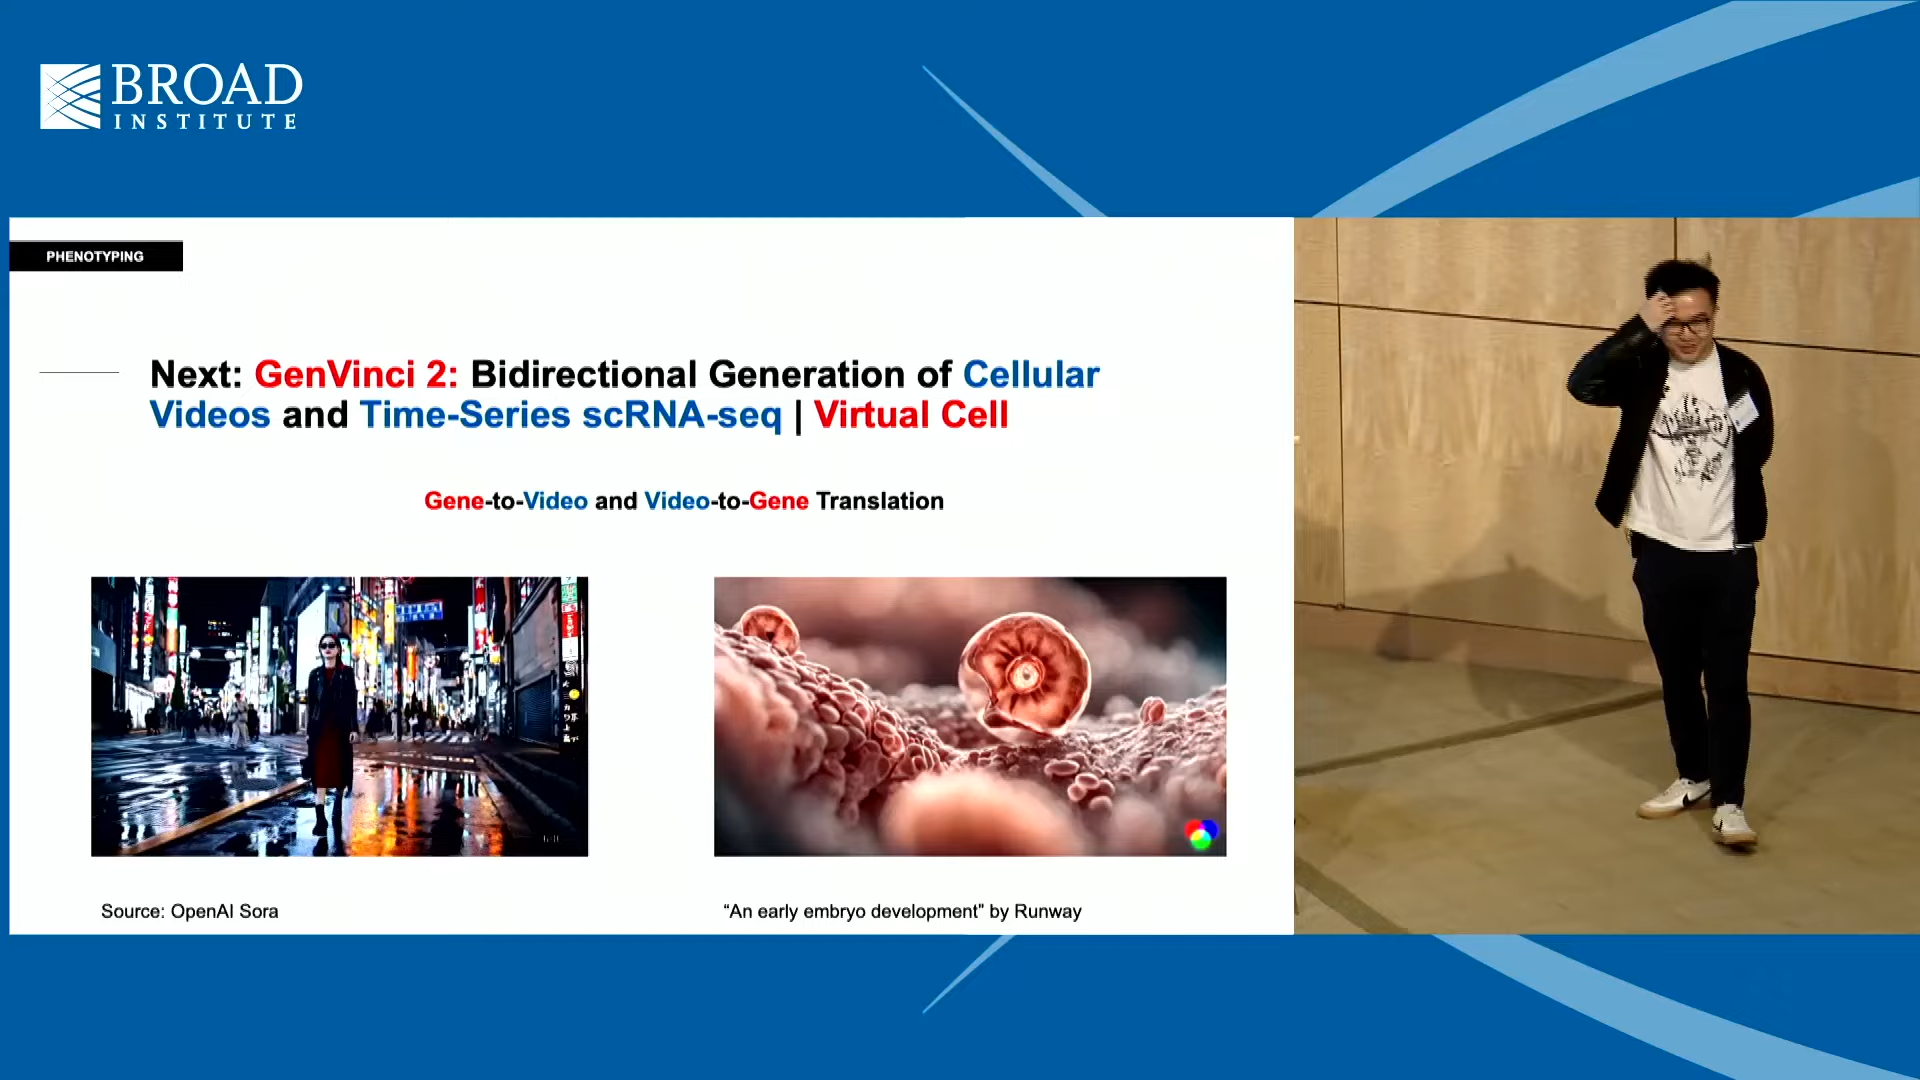 BROAD
INSTITUTE
PHENOTYPING
Next: GenVinci 2: Bidirectional Generation of Cellular
Videos and Time-Series scRNA-seq | Virtual Cell
Gene-to-Video and Video-to-Gene Translation
Source: OpenAI Sora
“An early embryo development” by Runway